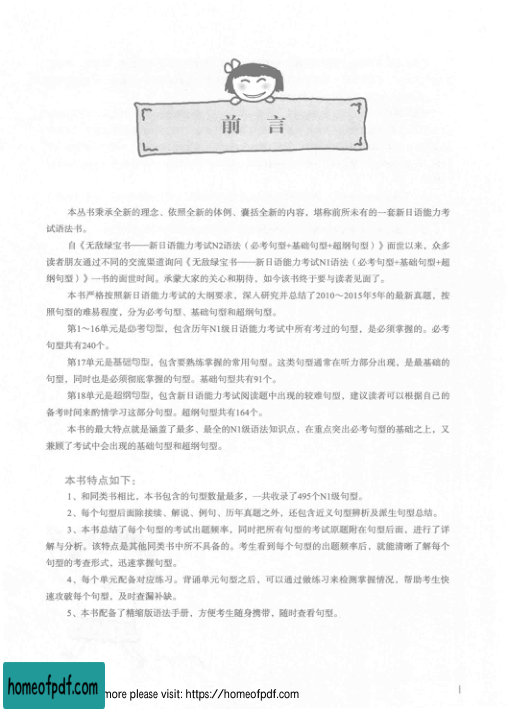 前 言
本丛书秉承全新的理念、依照全新的体例、囊括全新的内容，堪称前所未有的一套新日语能力考
试语法书。
自《无敌绿宝书——新日语能力考试N2语法（必考句型+基础句型+超纲句型）》面世以来，众多
读者朋友通过不同的交流渠道询问《无敌绿宝书——新日语能力考试N1语法（必考句型+基础句型+超
纲句型）》一书的面世时间。承蒙大家的关心和期待，如今该书终于要与读者见面了。
本书严格按照新日语能力考试的大纲要求，深入研究并总结了2010～2015年5年的最新真题，按
照句型的难易程度，分为必考句型、基础句型和超纲句型。
第1～16单元是必考句型，包含历年N1级日语能力考试中所有考过的句型，是必须掌握的。必考
句型共有240个。
第17单元是基础句型，包含要熟练掌握的常用句型。这类句型通常在听力部分出现，是最基础的
句型，同时也是必须彻底掌握的句型。基础句型共有91个。
第18单元是超纲句型，包含新日语能力考试阅读题中出现的较难句型，建议读者可以根据自己的
备考时间来酌情学习这部分句型。超纲句型共有164个。
本书的最大特点就是涵盖了最多、最全的N1级语法知识点，在重点突出必考句型的基础之上，又
兼顾了考试中会出现的基础句型和超纲句型。
本书特点如下：
1、和同类书相比，本书包含的句型数量最多，一共收录了495个N1级句型。
2、每个句型后面除接续、解说、例句、历年真题之外，还包含近义句型辨析及派生句型总结。
3、本书总结了每个句型的考试出题频率，同时把所有句型的考试原题附在句型后面，进行了详
解与分析。该特点是其他同类书中所不具备的。考生看到每个句型的出题频率后，就能清晰了解每个
句型的考查形式，迅速掌握句型。
4、每个单元配备对应练习。背诵单元句型之后，可以通过做练习来检测掌握情况，帮助考生快
速攻破每个句型，及时查漏补缺。
5、本书配备了精缩版语法手册，方便考生随身携带，随时查看句型。
I
homeofpdf.com
more please visit: https://homeofpdf.com